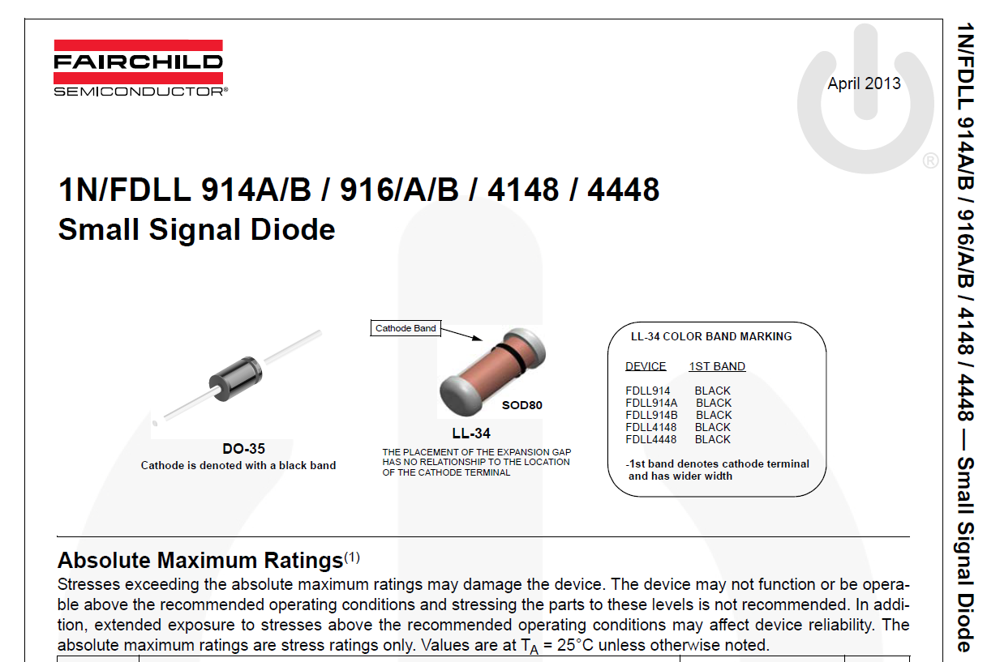 FAIRCHILD
SEMICONDUCTOR®
April 2013
®
1N/FDLL 914A/B / 916/A/B / 4148 / 4448
Small Signal Diode
Cathode Band
SOD80
DO-35
Cathode is denoted with a black band
LL-34
THE PLACEMENT OF THE EXPANSION GAP
HAS NO RELATIONSHIP TO THE LOCATION
OF THE CATHODE TERMINAL
LL-34 COLOR BAND MARKING
DEVICE 1ST BAND
FDLL914 BLACK
FDLL914A BLACK
FDLL914B BLACK
FDLL4148 BLACK
FDLL4448 BLACK
-1st band denotes cathode terminal
and has wider width
Absolute Maximum Ratings(1)
Stresses exceeding the absolute maximum ratings may damage the device. The device may not function or be opera-
ble above the recommended operating conditions and stressing the parts to these levels is not recommended. In addi-
tion, extended exposure to stresses above the recommended operating conditions may affect device reliability. The
absolute maximum ratings are stress ratings only. Values are at TA = 25°C unless otherwise noted.
1N/FDLL 914A/B / 916/A/B / 4148 / 4448 — Small Signal Diode